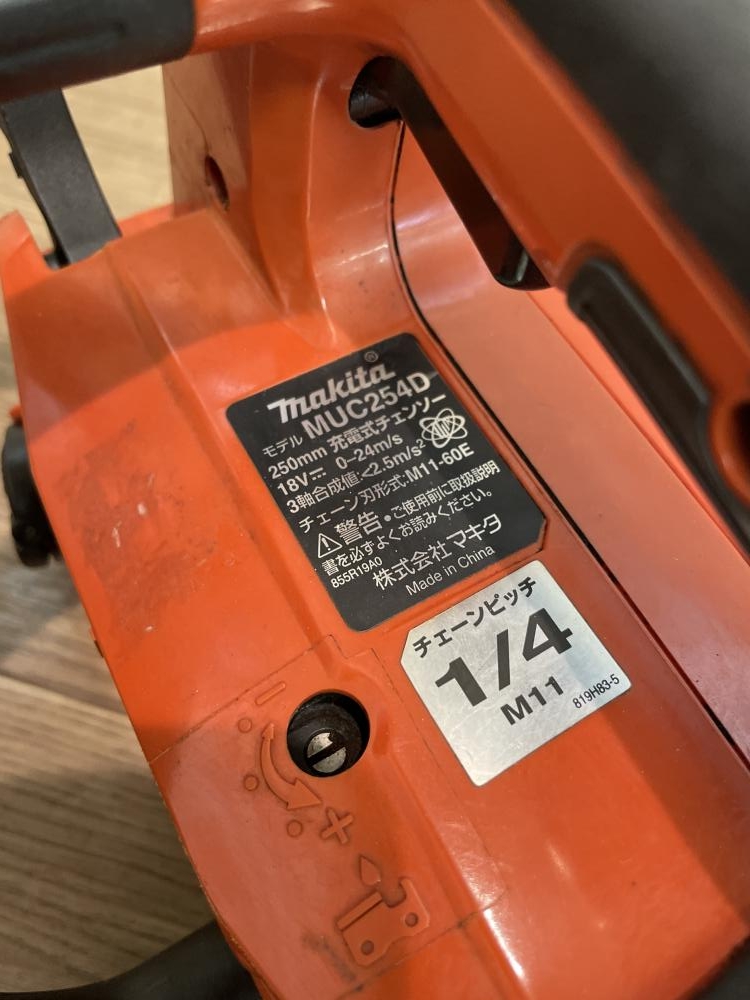 makita®
モデル MUC254D
250mm 充電式チェンソー
18V⎓ 0-24m/s
3軸合成値:<2.5m/s²
チェーン刃形式:M11-60E
⚠警告・ご使用前に取扱説明
書を必ずよくお読みください。
855R19A0 株式会社マキタ
Made in China
チェーンピッチ
1/4
M11
819H83-5